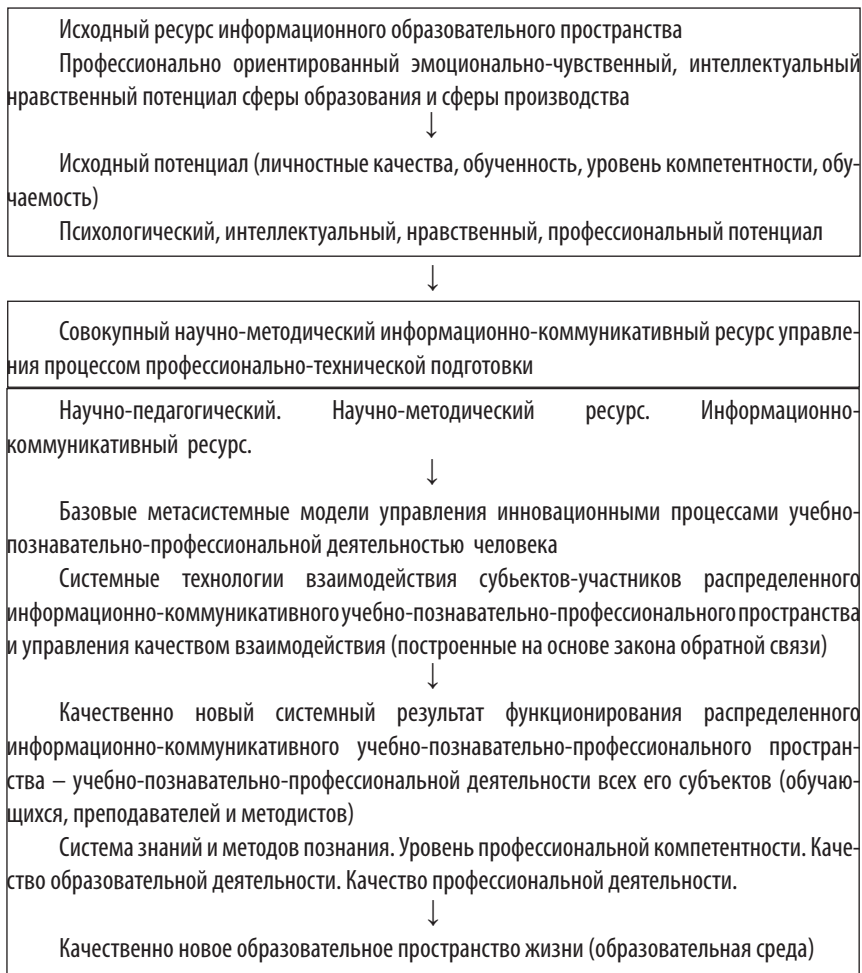 Исходный ресурс информационного образовательного пространства
Профессионально ориентированный эмоционально-чувственный, интеллектуальный
нравственный потенциал сферы образования и сферы производства
↓
Исходный потенциал (личностные качества, обученность, уровень компетентности, обу-
чаемость)
Психологический, интеллектуальный, нравственный, профессиональный потенциал
↓
Совокупный научно-методический информационно-коммуникативный ресурс управле-
ния процессом профессионально-технической подготовки
Научно-педагогический. Научно-методический ресурс. Информационно-
коммуникативный ресурс.
↓
Базовые метасистемные модели управления инновационными процессами учебно-
познавательно-профессиональной деятельностью человека
Системные технологии взаимодействия субьектов-участников распределенного
информационно-коммуникативного учебно-познавательно-профессионального пространства
и управления качеством взаимодействия (построенные на основе закона обратной связи)
↓
Качественно новый системный результат функционирования распределенного
информационно-коммуникативного учебно-познавательно-профессионального простран-
ства – учебно-познавательно-профессиональной деятельности всех его субъектов (обучаю-
щихся, преподавателей и методистов)
Система знаний и методов познания. Уровень профессиональной компетентности. Каче-
ство образовательной деятельности. Качество профессиональной деятельности.
↓
Качественно новое образовательное пространство жизни (образовательная среда)